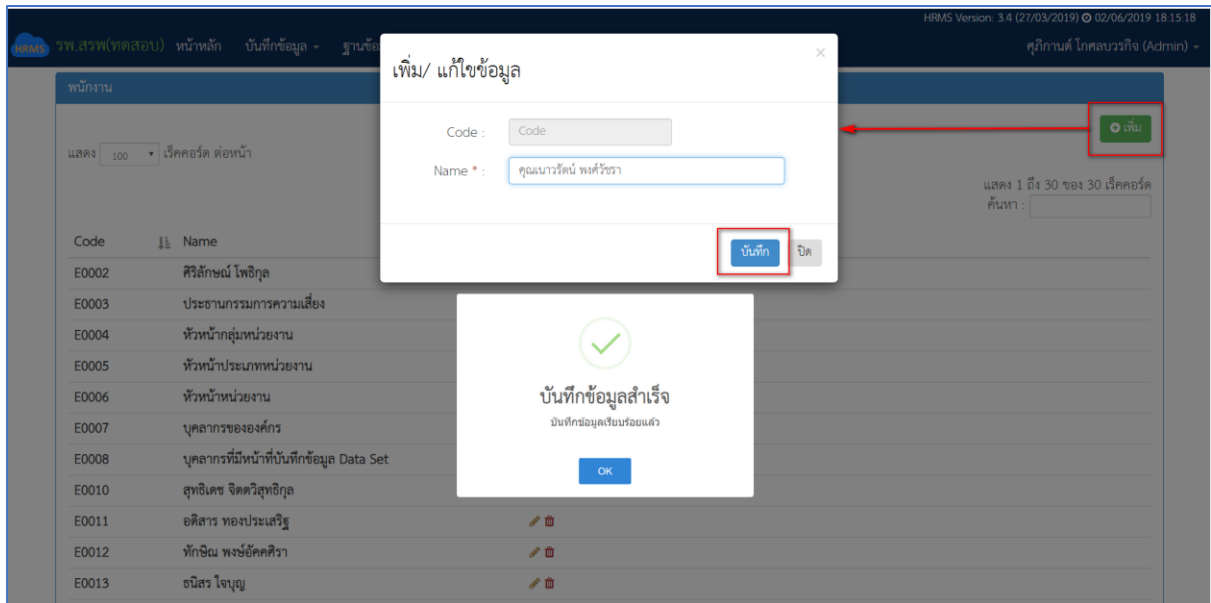 HRMS Version: 3.4 (27/03/2019) 02/06/2019 18:15:18
HRMS รพ.สรพ(ทดสอบ) หน้าหลัก บันทึกข้อมูล ศุภิกานต์ โกศลบวรกิจ (Admin)
พนักงาน
เพิ่ม/ แก้ไขข้อมูล ×
เพิ่ม
Code : Code
แสดง 100 เร็คคอร์ด ต่อหน้า
Name * : คุณเนาวรัตน์ พงศ์วัชรา
แสดง 1 ถึง 30 ของ 30 เร็คคอร์ด
ค้นหา :
Code Name
บันทึก ปิด
E0002 ศิริลักษณ์ โพธิกุล
E0003 ประธานกรรมการความเสี่ยง
E0004 หัวหน้ากลุ่มหน่วยงาน
E0005 หัวหน้าประเภทหน่วยงาน
E0006 หัวหน้าหน่วยงาน
บันทึกข้อมูลสำเร็จ
บันทึกข้อมูลเรียบร้อยแล้ว
E0007 บุคลากรขององค์กร
E0008 บุคลากรที่มีหน้าที่บันทึกข้อมูล Data Set
OK
E0010 สุทธิเดช จิตตวิสุทธิกุล
E0011 อดิสาร ทองประเสริฐ
E0012 ทักษิณ พงษ์อัคคศิรา
E0013 ธนิสร ใจบุญ